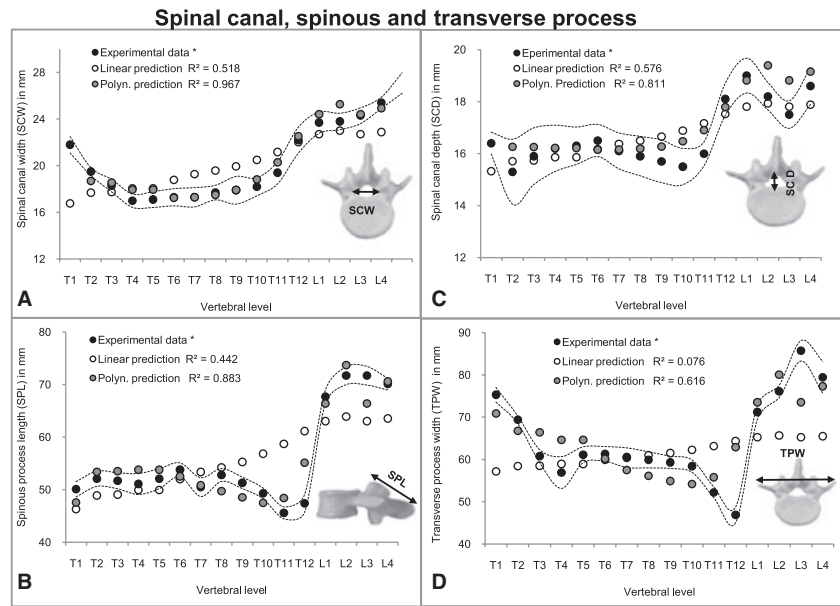 Spinal canal, spinous and transverse process
Spinal canal width (SCW) in mm
28
24
20
16
12
Experimental data *
Linear prediction R² = 0.518
Polyn. prediction R² = 0.967
SCW
T1 T2 T3 T4 T5 T6 T7 T8 T9 T10 T11 T12 L1 L2 L3 L4
Vertebral level
A
Spinal canal depth (SCD) in mm
20
18
16
14
12
Eperimental data *
Linear prediction R² = 0.576
Polyn. Prediction R² = 0.811
SCD
T1 T2 T3 T4 T5 T6 T7 T8 T9 T10 T11 T12 L1 L2 L3 L4
Vertebral level
C
Spinous process length (SPL) in mm
80
70
60
50
40
Experimental data *
Linear prediction R² = 0.442
Polyn. prediction R² = 0.883
SPL
T1 T2 T3 T4 T5 T6 T7 T8 T9 T10 T11 T12 L1 L2 L3 L4
Vertebral level
B
Transverse process width (TPW) in mm
90
80
70
60
50
40
Experimental data *
Linear prediction R² = 0.076
Polyn. prediction R² = 0.616
TPW
T1 T2 T3 T4 T5 T6 T7 T8 T9 T10 T11 T12 L1 L2 L3 L4
Vertebral level
D